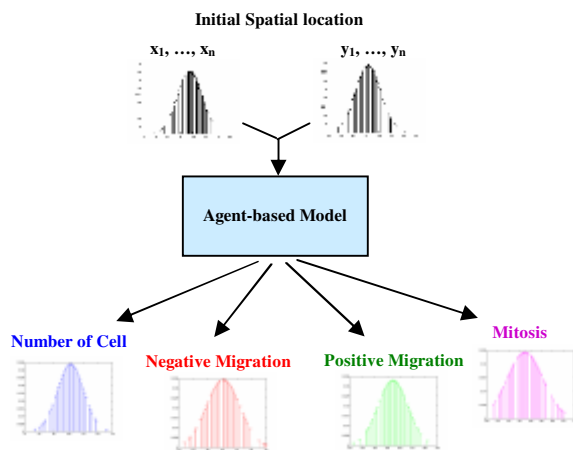 Initial Spatial location
x1, …, xn
y1, …, yn
Agent-based Model
Number of Cell
Negative Migration
Positive Migration
Mitosis